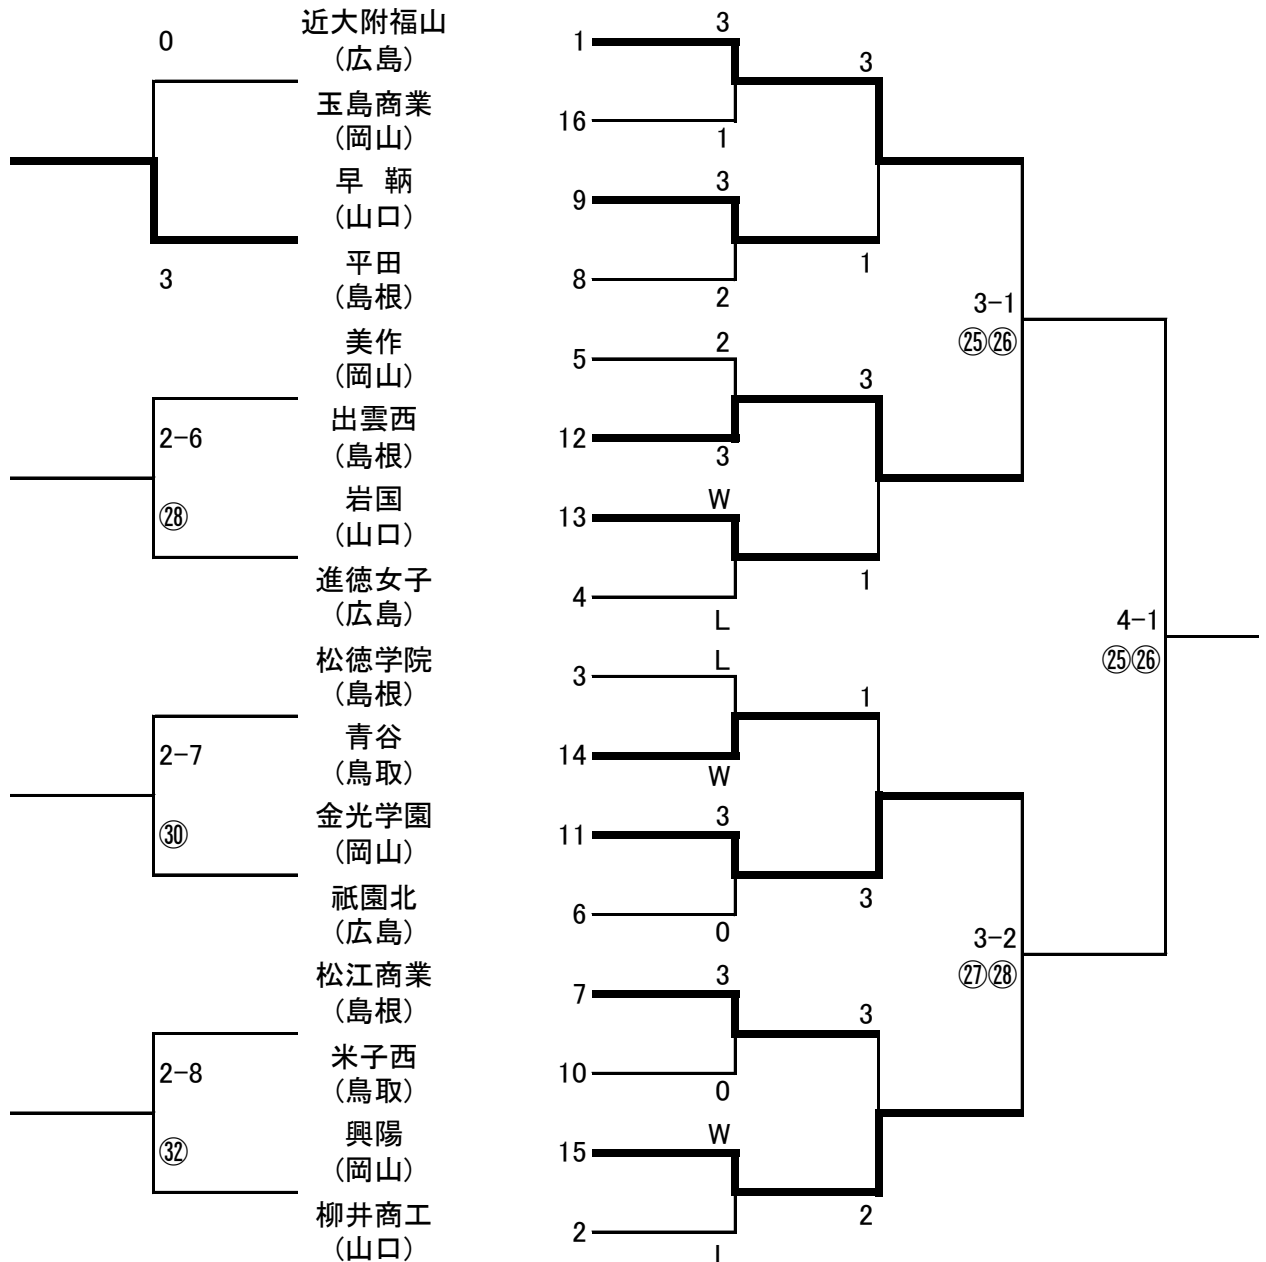 近大附福山
(広島)
玉島商業
(岡山)
早 鞆
(山口)
平田
(島根)
美作
(岡山)
出雲西
(島根)
岩国
(山口)
進徳女子
(広島)
松徳学院
(島根)
青谷
(鳥取)
金光学園
(岡山)
祇園北
(広島)
松江商業
(島根)
米子西
(鳥取)
興陽
(岡山)
柳井商工
(山口)
0
3
2-6
㉘
2-7
㉚
2-8
㉜
1
16
9
8
5
12
13
4
3
14
11
6
7
10
15
2
3
1
3
2
2
3
W
L
L
W
3
0
3
0
W
L
3
1
3
1
1
3
3
2
3-1
㉕㉖
3-2
㉗㉘
4-1
㉕㉖